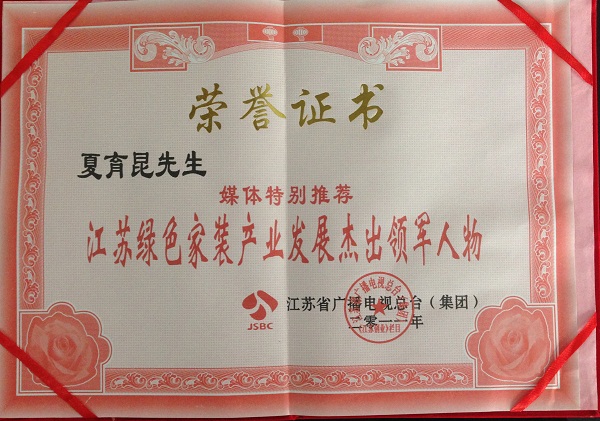 荣誉证书
夏育昆先生
媒体特别推荐
江苏绿色家装产业发展杰出领军人物
JSBC
江苏省广播电视总台（集团）
二零一一年